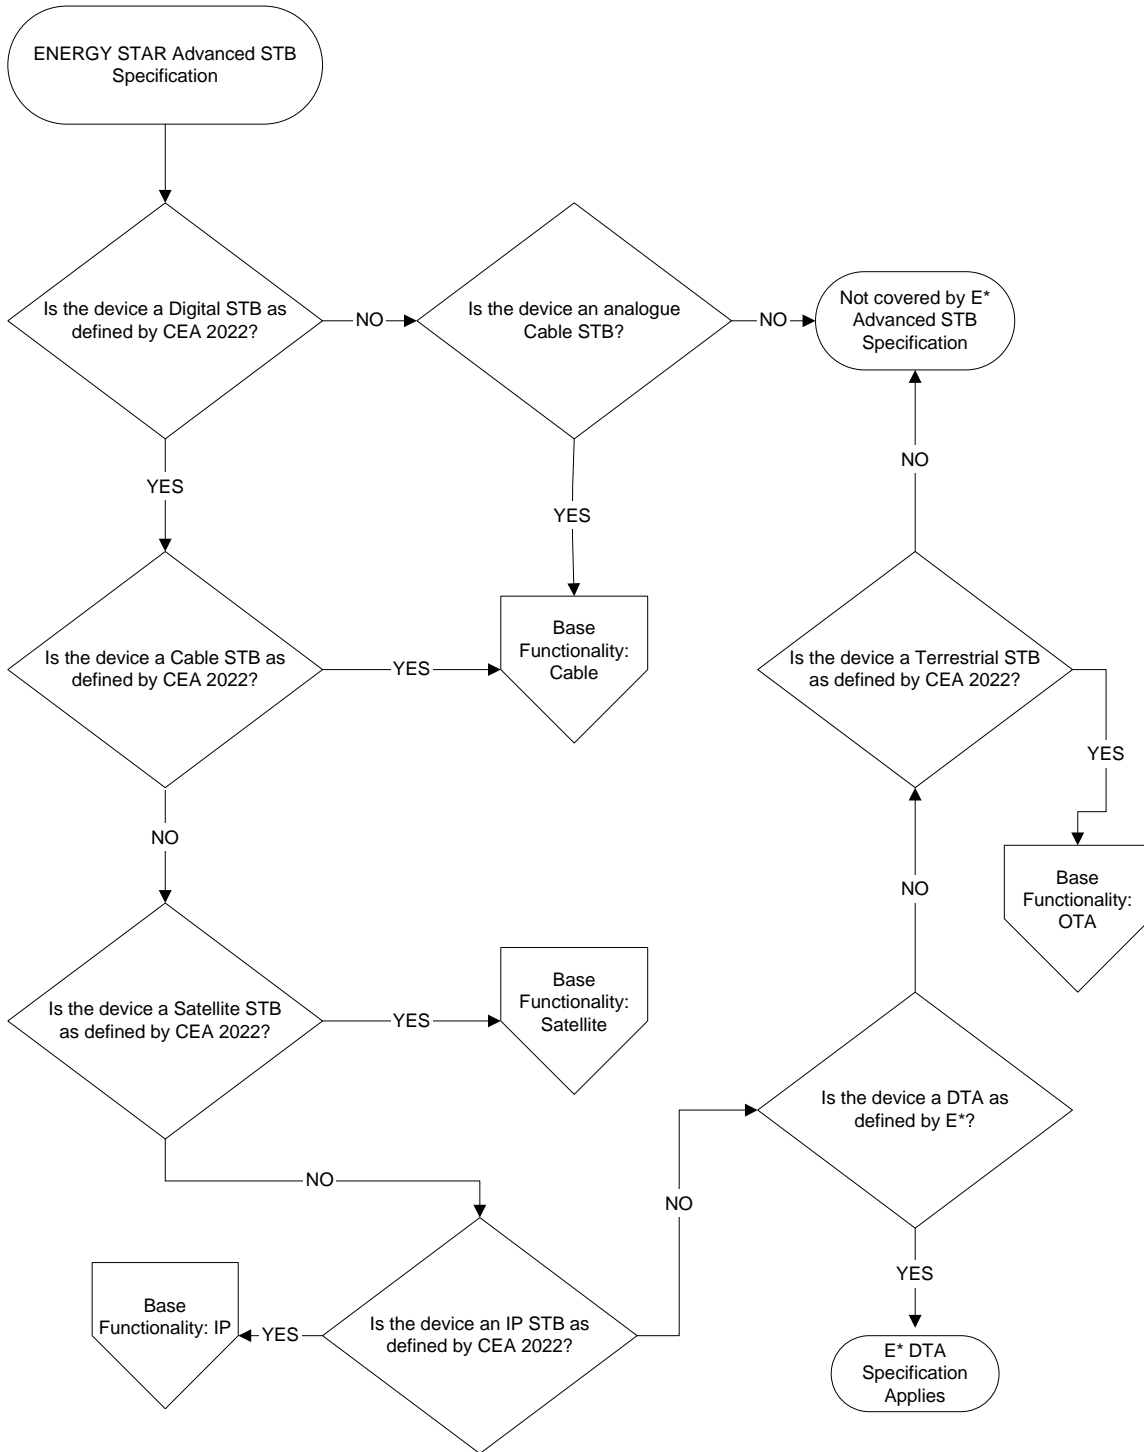 ENERGY STAR Advanced STB
Specification
Is the device a Digital STB as
defined by CEA 2022?
NO
Is the device an analogue
Cable STB?
NO
Not covered by E*
Advanced STB
Specification
YES
YES
NO
Is the device a Cable STB as
defined by CEA 2022?
YES
Base
Functionality:
Cable
Is the device a Terrestrial STB
as defined by CEA 2022?
YES
NO
NO
Base
Functionality:
OTA
Is the device a Satellite STB
as defined by CEA 2022?
YES
Base
Functionality:
Satellite
Is the device a DTA as
defined by E*?
NO
NO
YES
Base
Functionality: IP
YES
Is the device an IP STB as
defined by CEA 2022?
E* DTA
Specification
Applies